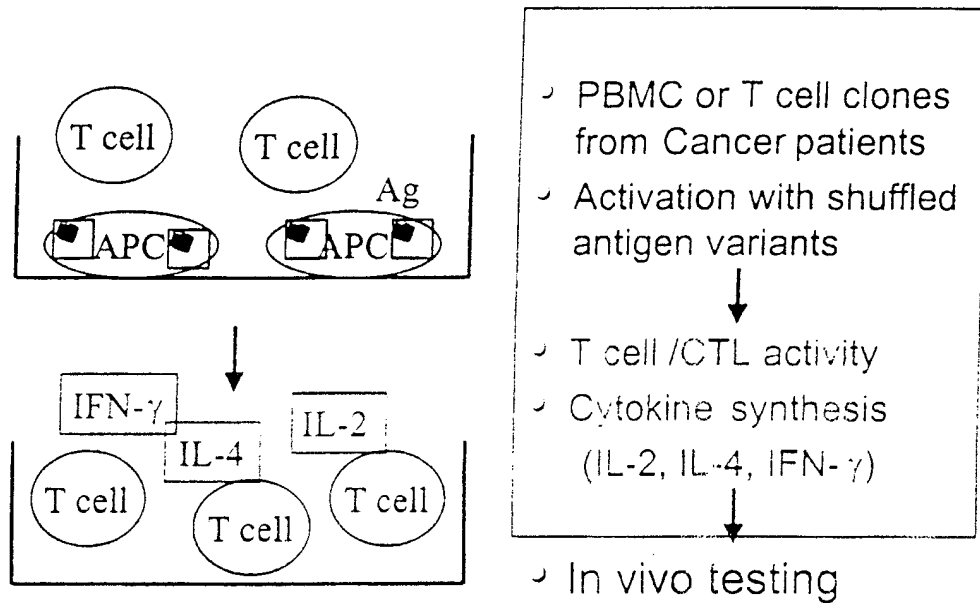 T cell
T cell
Ag
APC
APC
IFN-γ
IL-4
IL-2
T cell
T cell
T cell
PBMC or T cell clones
from Cancer patients
Activation with shuffled
antigen variants
T cell /CTL activity
Cytokine synthesis
(IL-2, IL-4, IFN-γ)
In vivo testing